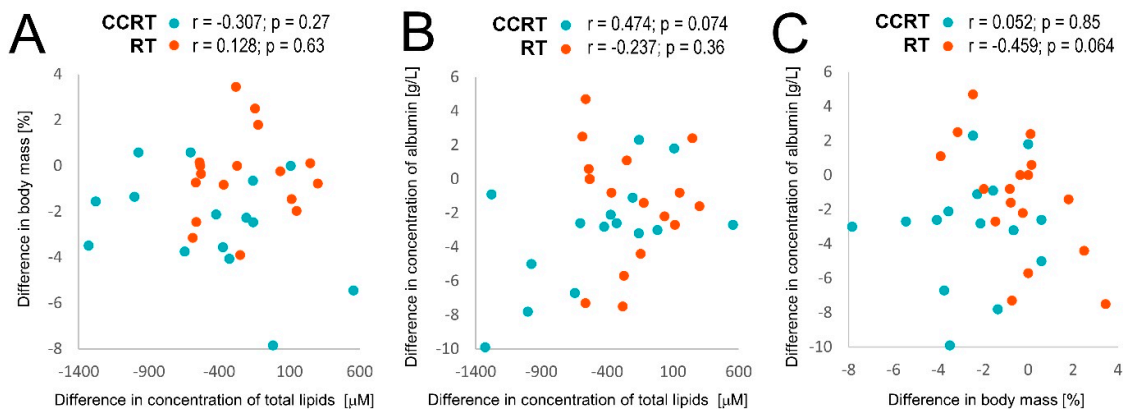 A
CCRT r = -0.307; p = 0.27
RT r = 0.128; p = 0.63
Difference in body mass [%]
4
2
0
-2
-4
-6
-8
-1400 -900 -400 100 600
Difference in concentration of total lipids [μM]
B
CCRT r = 0.474; p = 0.074
RT r = -0.237; p = 0.36
Difference in concentration of albumin [g/L]
6
4
2
0
-2
-4
-6
-8
-10
-1400 -900 -400 100 600
Difference in concentration of total lipids [μM]
C
CCRT r = 0.052; p = 0.85
RT r = -0.459; p = 0.064
Difference in concentration of albumin [g/L]
6
4
2
0
-2
-4
-6
-8
-10
-8 -6 -4 -2 0 2 4
Difference in body mass [%]